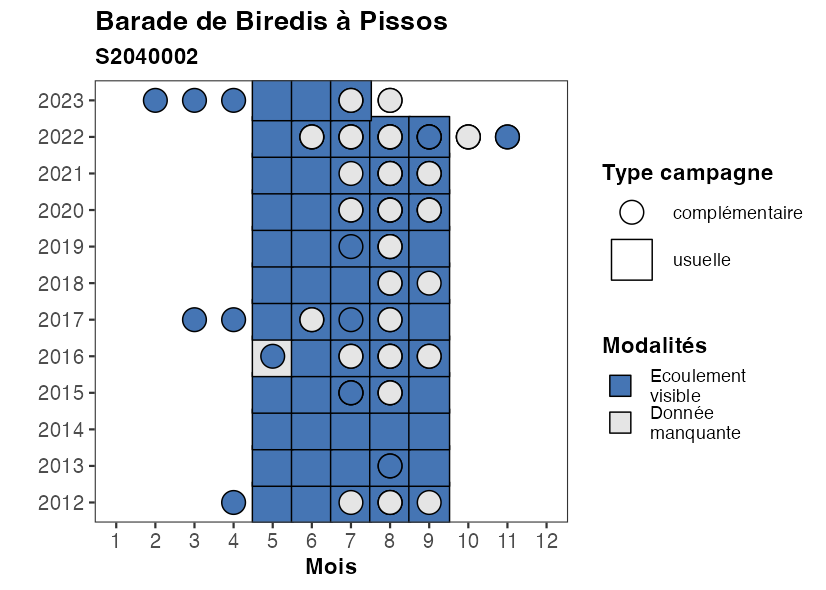 Barade de Biredis à Pissos
S2040002
2023
2022
2021
2020
2019
2018
2017
2016
2015
2014
2013
2012
1 2 3 4 5 6 7 8 9 10 11 12
Mois
Type campagne
complémentaire
usuelle
Modalités
Ecoulement
visible
Donnée
manquante